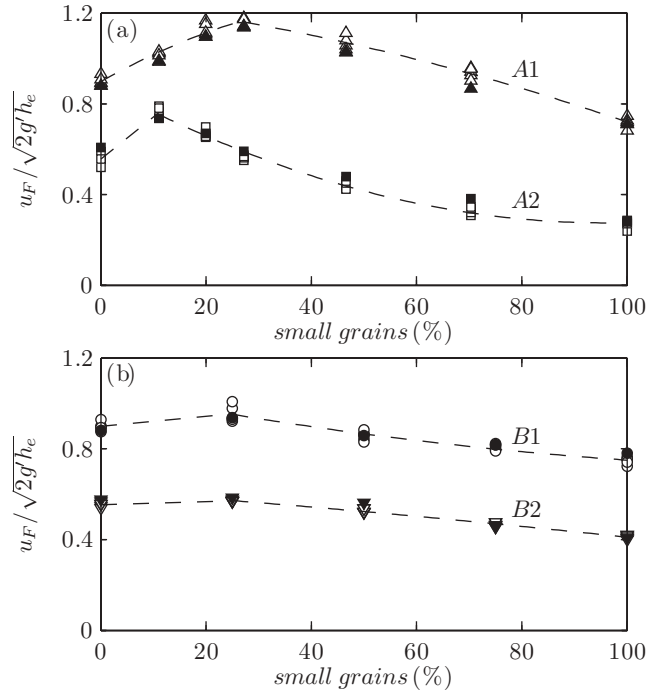 (a)
1.2
0.8
0.4
0
u_F/√2g′h_e
A1
A2
0 20 40 60 80 100
small grains (%)
(b)
1.2
0.8
0.4
0
u_F/√2g′h_e
B1
B2
0 20 40 60 80 100
small grains (%)